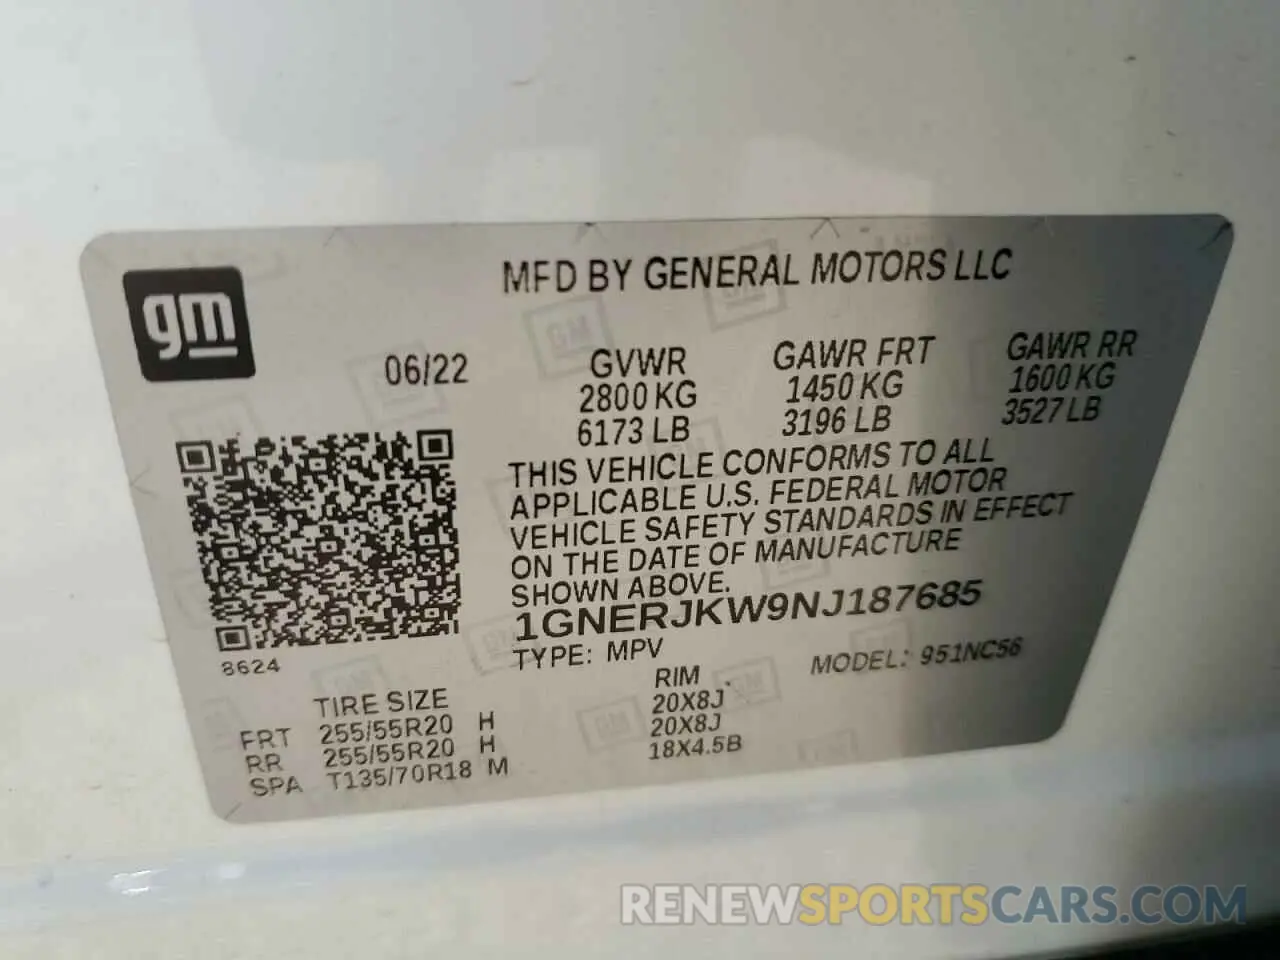 MFD BY GENERAL MOTORS LLC
gm
06/22
GVWR GAWR FRT GAWR RR
2800 KG 1450 KG 1600 KG
6173 LB 3196 LB 3527 LB
THIS VEHICLE CONFORMS TO ALL
APPLICABLE U.S. FEDERAL MOTOR
VEHICLE SAFETY STANDARDS IN EFFECT
ON THE DATE OF MANUFACTURE
SHOWN ABOVE.
1GNERJKW9NJ187685
8624
TYPE: MPV MODEL: 951NC56
TIRE SIZE RIM
FRT 255/55R20 H 20X8J
RR 255/55R20 H 20X8J
SPA T135/70R18 M 18X4.5B
RENEWSPORTSCARS.COM